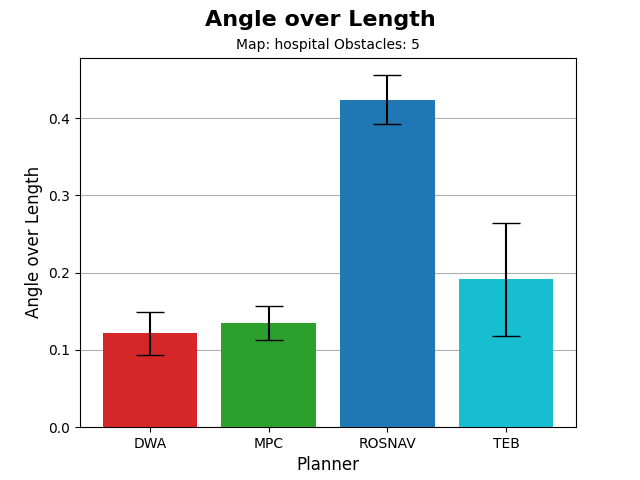 Angle over Length
Map: hospital Obstacles: 5
Angle over Length
0.4
0.3
0.2
0.1
0.0
DWA
MPC
ROSNAV
TEB
Planner